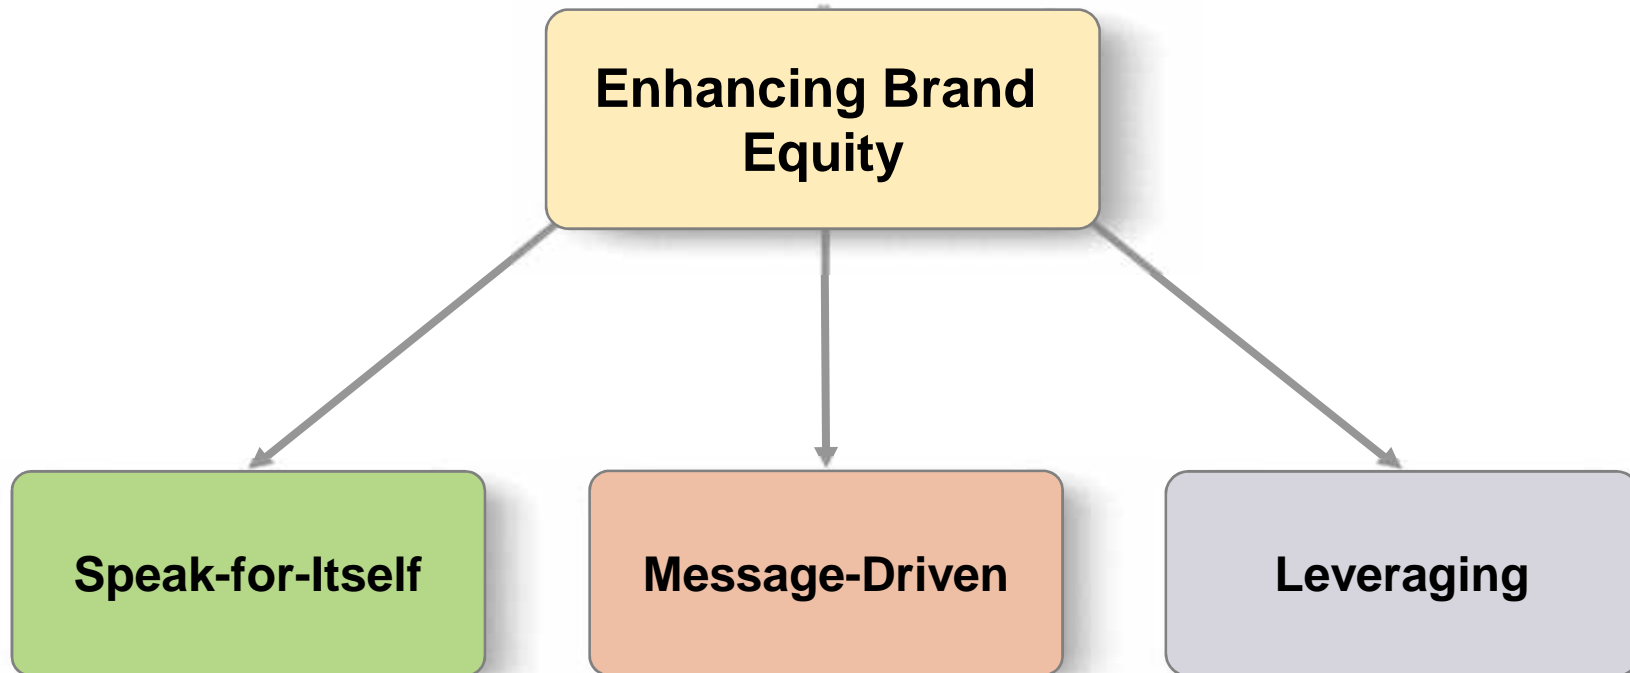 Enhancing Brand
Equity
Speak-for-Itself
Message-Driven
Leveraging